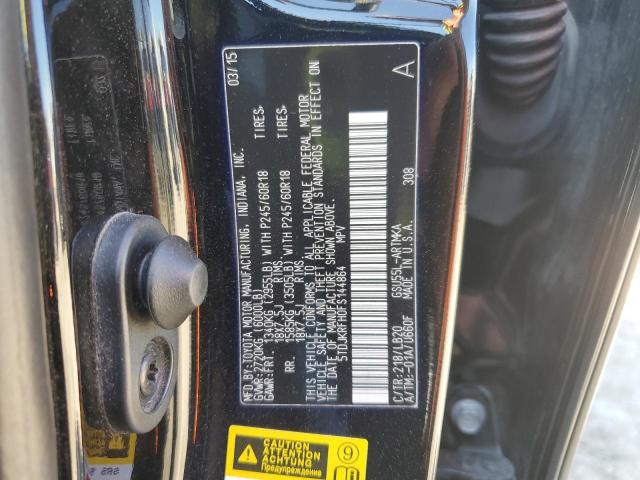 MFD. BY: TOYOTA MOTOR MANUFACTURING, INDIANA, INC. 03/15
GVWR: 2720KG (6000LB)
GAWR: FRT. 1340KG (2955LB) WITH P245/60R18 TIRES,
18X7.5J RIMS
RR. 1585KG (3505LB) WITH P245/60R18 TIRES,
18X7.5J RIMS
THIS VEHICLE CONFORMS TO ALL APPLICABLE FEDERAL MOTOR
VEHICLE SAFETY AND THEFT PREVENTION STANDARDS IN EFFECT ON
THE DATE OF MANUFACTURE SHOWN ABOVE.
5TDJKRFH0FS144864 MPV
308 A
C/TR: 218/LB20 GSU55L-ARTMKA
A/TM: -01A/U660F MADE IN U.S.A.
CAUTION
ATTENTION
ACHTUNG
Предупреждение
9